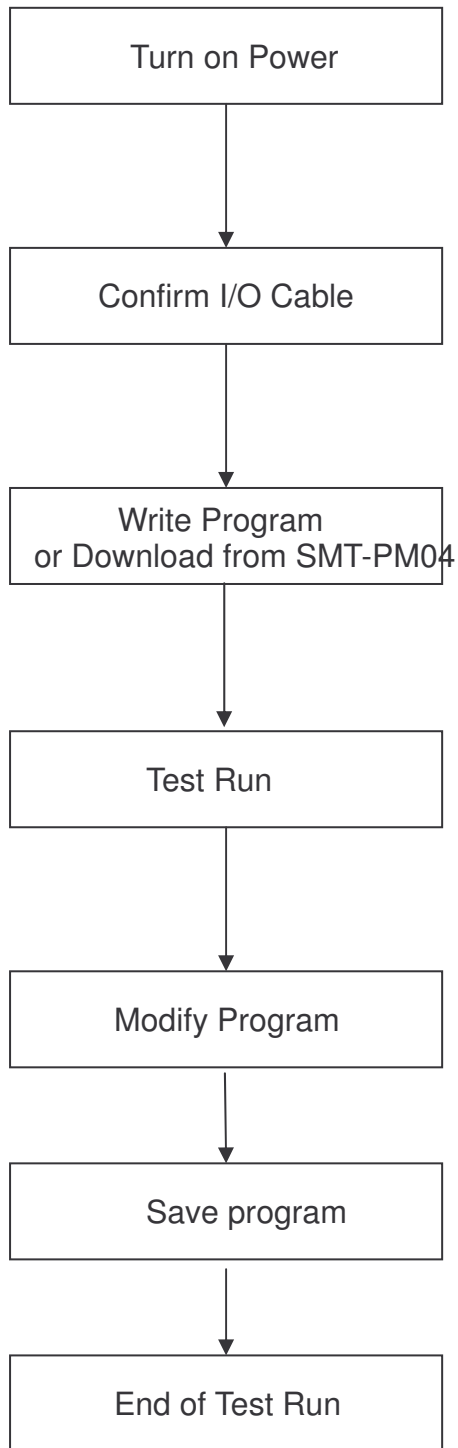 Turn on Power
Confirm I/O Cable
Write Program
or Download from SMT-PM04
Test Run
Modify Program
Save program
End of Test Run